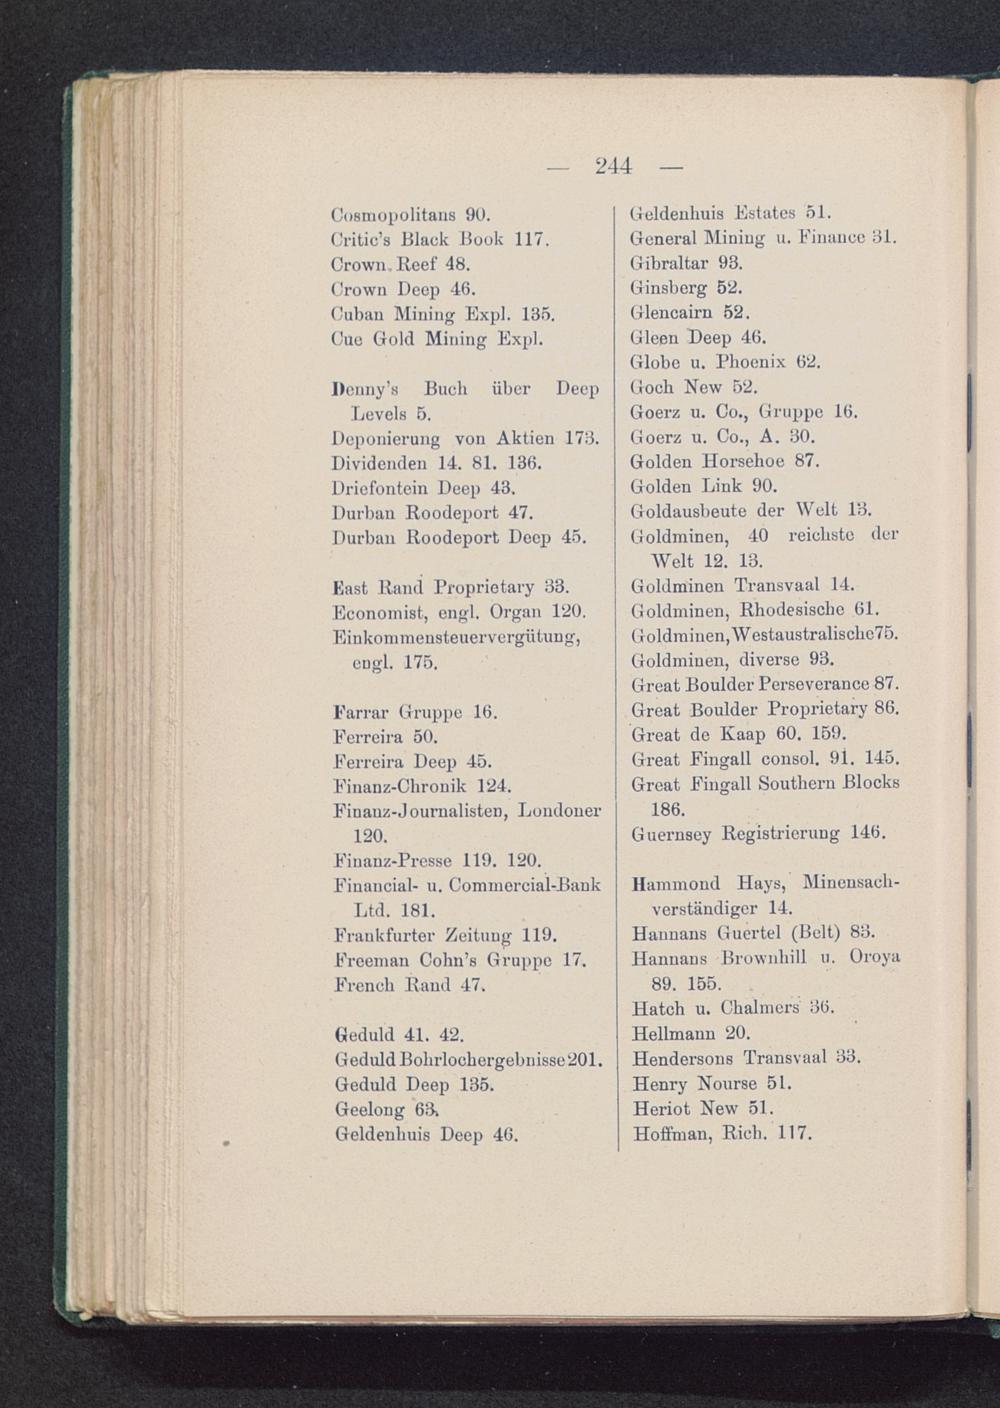 — 244 —
Cosmopolitans 90.
Critic's Black Book 117.
Crown Reef 48.
Crown Deep 46.
Cuban Mining Expl. 135.
Cue Gold Mining Expl.
Denny's Buch über Deep
Levels 5.
Deponierung von Aktien 173.
Dividenden 14. 81. 136.
Driefontein Deep 43.
Durban Roodeport 47.
Durban Roodeport Deep 45.
East Rand Proprietary 33.
Economist, engl. Organ 120.
Einkommensteuervergütung,
engl. 175.
Farrar Gruppe 16.
Ferreira 50.
Ferreira Deep 45.
Finanz-Chronik 124.
Finanz-Journalisten, Londoner
120.
Finanz-Presse 119. 120.
Financial- u. Commercial-Bank
Ltd. 181.
Frankfurter Zeitung 119.
Freeman Cohn's Gruppe 17.
French Rand 47.
Geduld 41. 42.
Geduld Bohrlochergebnisse 201.
Geduld Deep 135.
Geelong 63.
Geldenhuis Deep 46.
Geldenhuis Estates 51.
General Mining u. Finance 31.
Gibraltar 93.
Ginsberg 52.
Glencairn 52.
Gleen Deep 46.
Globe u. Phoenix 62.
Goch New 52.
Goerz u. Co., Gruppe 16.
Goerz u. Co., A. 30.
Golden Horsehoe 87.
Golden Link 90.
Goldausbeute der Welt 13.
Goldminen, 40 reichste der
Welt 12. 13.
Goldminen Transvaal 14.
Goldminen, Rhodesische 61.
Goldminen, Westaustralische 75.
Goldminen, diverse 93.
Great Boulder Perseverance 87.
Great Boulder Proprietary 86.
Great de Kaap 60. 159.
Great Fingall consol. 91. 145.
Great Fingall Southern Blocks
186.
Guernsey Registrierung 146.
Hammond Hays, Minensach-
verständiger 14.
Hannans Guertel (Belt) 83.
Hannans Brownhill u. Oroya
89. 155.
Hatch u. Chalmers 36.
Hellmann 20.
Hendersons Transvaal 33.
Henry Nourse 51.
Heriot New 51.
Hoffman, Rich. 117.